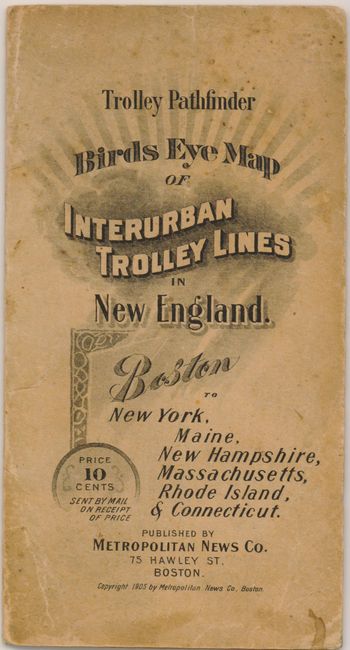 Trolley Pathfinder
Birds Eye Map
OF
INTERURBAN
TROLLEY LINES
IN
New England.
Boston
TO
New York,
Maine,
New Hampshire,
Massachusetts,
Rhode Island,
& Connecticut.
PRICE
10
CENTS
SENT BY MAIL
ON RECEIPT
OF PRICE
PUBLISHED BY
METROPOLITAN NEWS CO.
75 HAWLEY ST.
BOSTON.
Copyright 1905 by Metropolitan News Co, Boston.